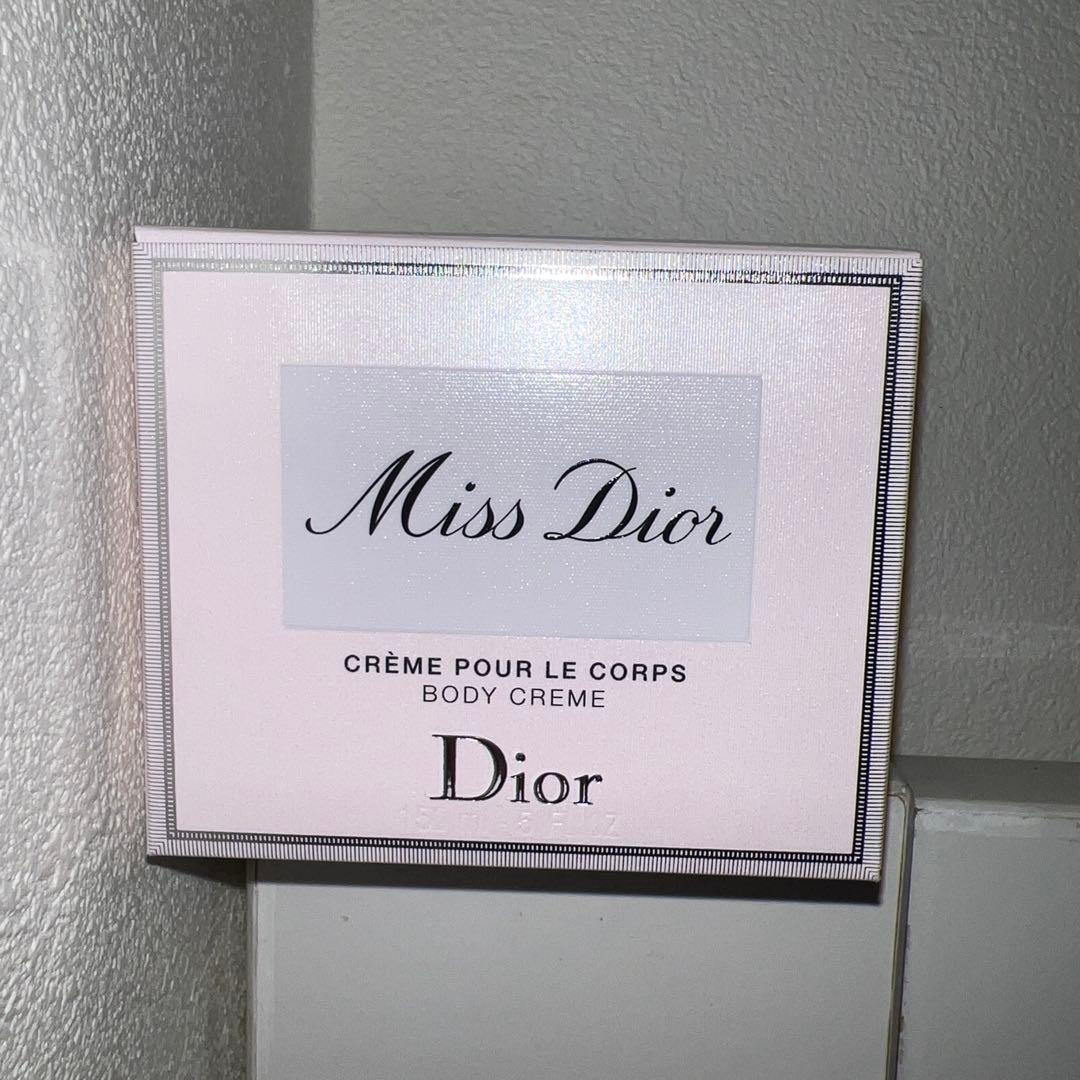 Miss Dior
CRÈME POUR LE CORPS
BODY CREME
Dior